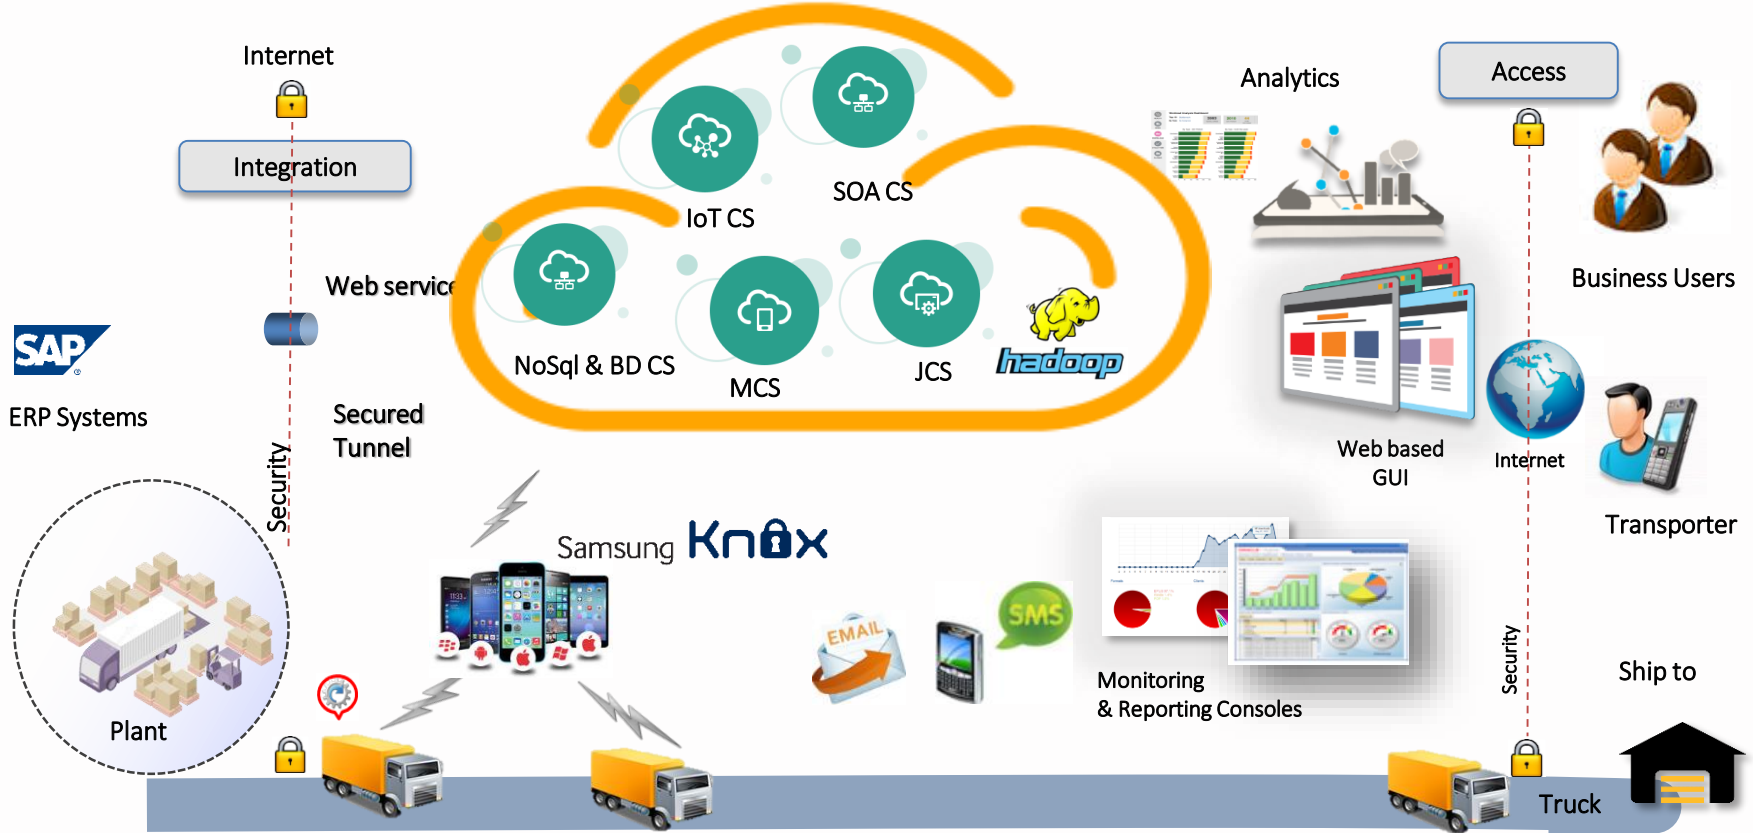 Internet
Integration
Web service
SAP
®
ERP Systems
Secured
Tunnel
Security
Plant
IoT CS
SOA CS
NoSql & BD CS
MCS
JCS
hadoop
Samsung Knox
EMAIL
SMS
Analytics
Access
Business Users
Web based
GUI
Internet
Transporter
Monitoring
& Reporting Consoles
Security
Ship to
Truck